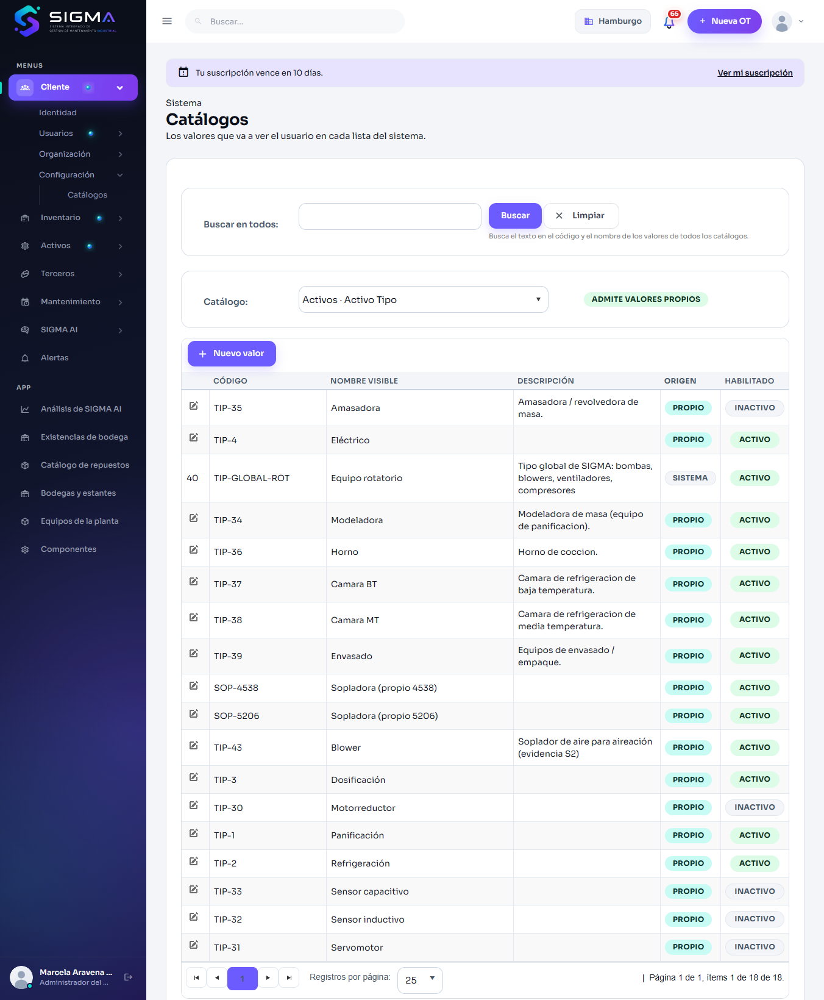 SIGMA
SISTEMA INTEGRADO DE
GESTION DE MANTENIMIENTO INDUSTRIAL
Buscar...
Hamburgo
65
+ Nueva OT
MENUS
Cliente
Identidad
Usuarios
Organización
Configuración
Catálogos
Inventario
Activos
Terceros
Mantenimiento
SIGMA AI
Alertas
APP
Análisis de SIGMA AI
Existencias de bodega
Catálogo de repuestos
Bodegas y estantes
Equipos de la planta
Componentes
Marcela Aravena ...
Administrador del ...
Tu suscripción vence en 10 días.
Ver mi suscripción
Sistema
Catálogos
Los valores que va a ver el usuario en cada lista del sistema.
Buscar en todos:
Buscar
Limpiar
Busca el texto en el código y el nombre de los valores de todos los catálogos.
Catálogo:
Activos · Activo Tipo
ADMITE VALORES PROPIOS
+ Nuevo valor
CÓDIGO NOMBRE VISIBLE DESCRIPCIÓN ORIGEN HABILITADO
TIP-35 Amasadora Amasadora / revolvedora de masa. PROPIO INACTIVO
TIP-4 Eléctrico PROPIO ACTIVO
40 TIP-GLOBAL-ROT Equipo rotatorio Tipo global de SIGMA: bombas, blowers, ventiladores, compresores SISTEMA ACTIVO
TIP-34 Modeladora Modeladora de masa (equipo de panificacion). PROPIO ACTIVO
TIP-36 Horno Horno de coccion. PROPIO ACTIVO
TIP-37 Camara BT Camara de refrigeracion de baja temperatura. PROPIO ACTIVO
TIP-38 Camara MT Camara de refrigeracion de media temperatura. PROPIO ACTIVO
TIP-39 Envasado Equipos de envasado / empaque. PROPIO ACTIVO
SOP-4538 Sopladora (propio 4538) PROPIO ACTIVO
SOP-5206 Sopladora (propio 5206) PROPIO ACTIVO
TIP-43 Blower Soplador de aire para aireación (evidencia S2) PROPIO ACTIVO
TIP-3 Dosificación PROPIO ACTIVO
TIP-30 Motorreductor PROPIO INACTIVO
TIP-1 Panificación PROPIO ACTIVO
TIP-2 Refrigeración PROPIO ACTIVO
TIP-33 Sensor capacitivo PROPIO INACTIVO
TIP-32 Sensor inductivo PROPIO INACTIVO
TIP-31 Servomotor PROPIO INACTIVO
1
Registros por página: 25
| Página 1 de 1, ítems 1 de 18 de 18.